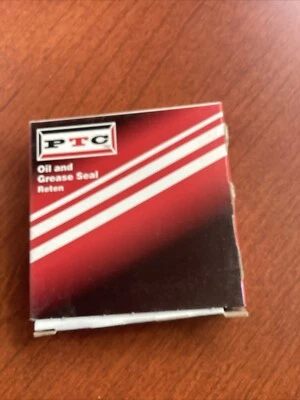 PTC
Oil and
Grease Seal
Reten